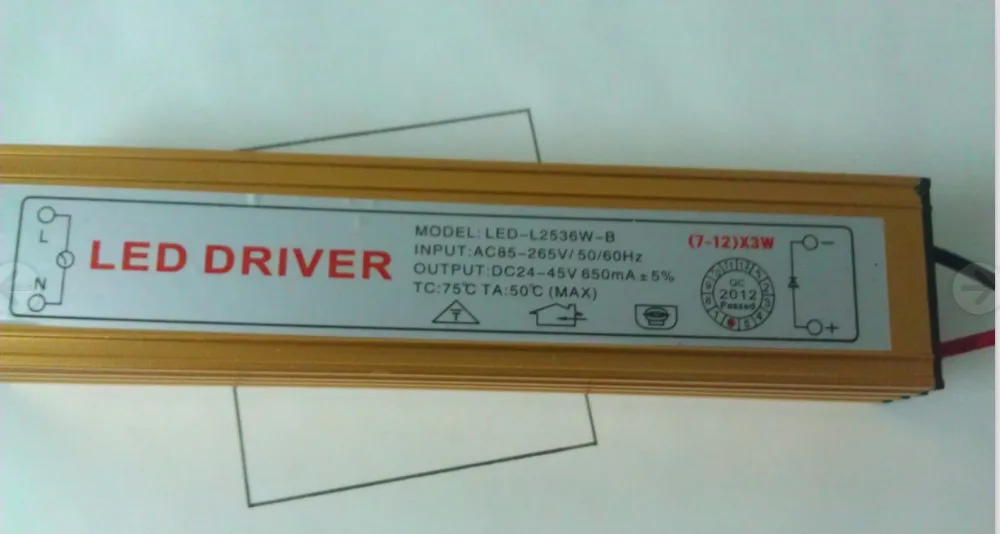 L
N
LED DRIVER
MODEL: LED-L2536W-B
INPUT: AC85-265V/ 50/60Hz
OUTPUT: DC24-45V 650mA ± 5%
TC: 75℃ TA: 50℃ (MAX)
(7-12)X3W
QC
2012
Passed
−
+